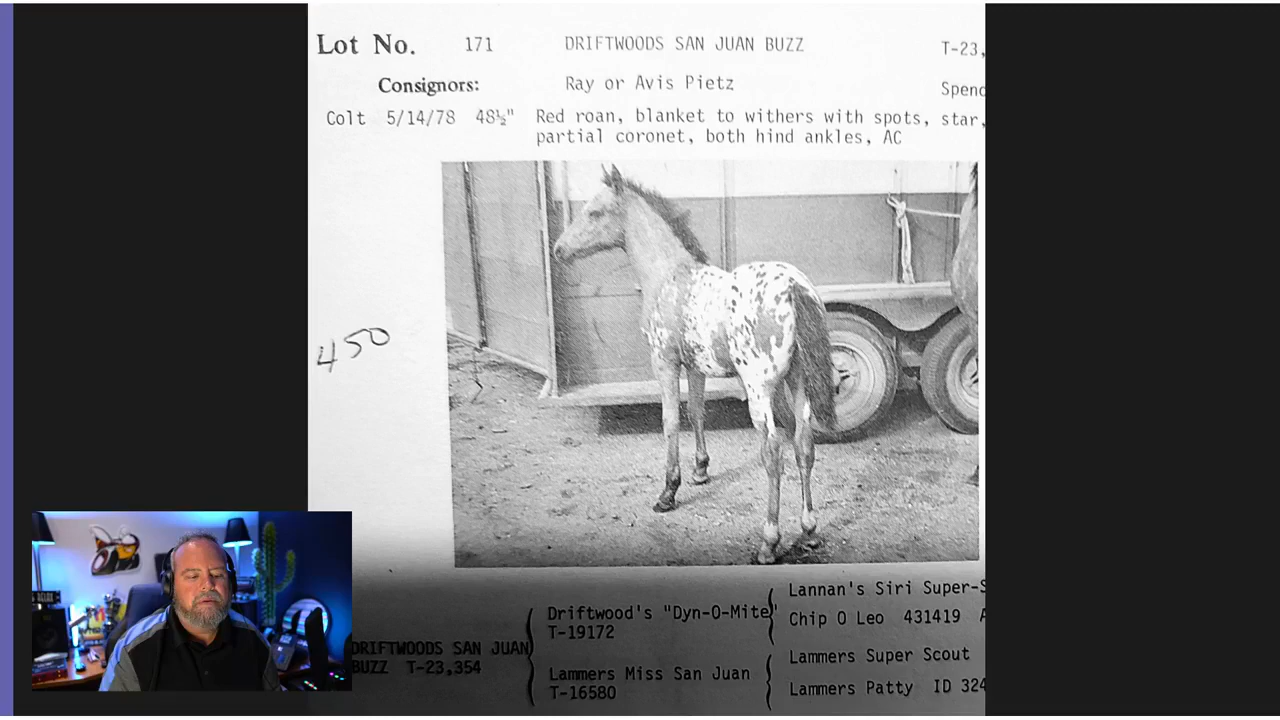 Lot No. 171 DRIFTWOODS SAN JUAN BUZZ T-23,
Consignors: Ray or Avis Pietz Spenc
Colt 5/14/78 48½" Red roan, blanket to withers with spots, star,
partial coronet, both hind ankles, AC
450
Lannan's Siri Super-S
Driftwood's "Dyn-O-Mite"
T-19172
Chip O Leo 431419 A
DRIFTWOODS SAN JUAN
BUZZ T-23,354
Lammers Super Scout
Lammers Miss San Juan
T-16580
Lammers Patty ID 324